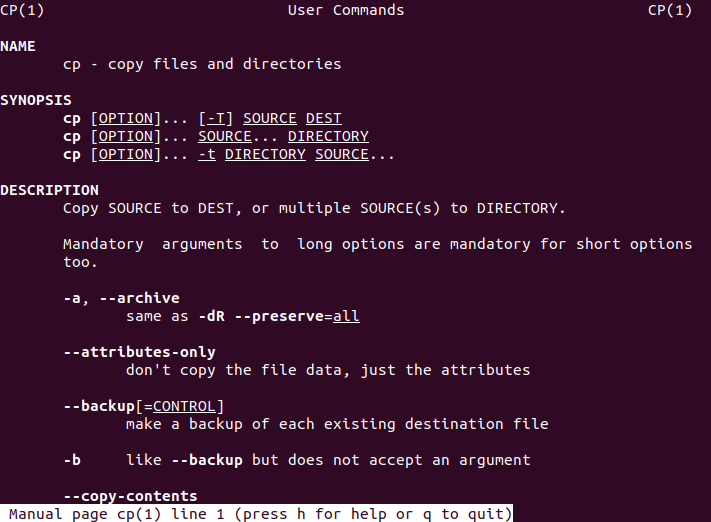 CP(1) User Commands CP(1)
NAME
cp - copy files and directories
SYNOPSIS
cp [OPTION]... [-T] SOURCE DEST
cp [OPTION]... SOURCE... DIRECTORY
cp [OPTION]... -t DIRECTORY SOURCE...
DESCRIPTION
Copy SOURCE to DEST, or multiple SOURCE(s) to DIRECTORY.
Mandatory arguments to long options are mandatory for short options
too.
-a, --archive
same as -dR --preserve=all
--attributes-only
don't copy the file data, just the attributes
--backup[=CONTROL]
make a backup of each existing destination file
-b like --backup but does not accept an argument
--copy-contents
Manual page cp(1) line 1 (press h for help or q to quit)